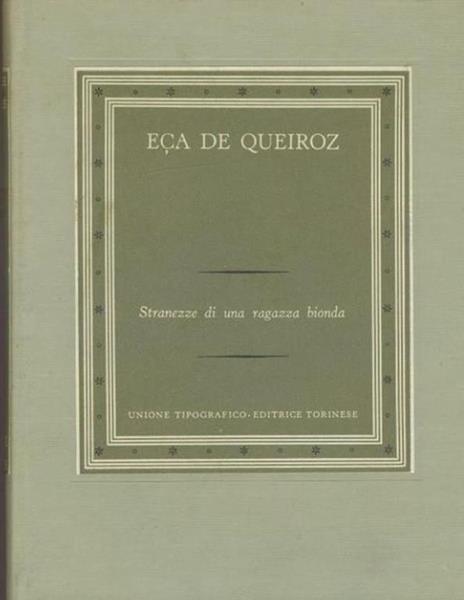 EÇA DE QUEIROZ
Stranezze di una ragazza bionda
UNIONE TIPOGRAFICO-EDITRICE TORINESE